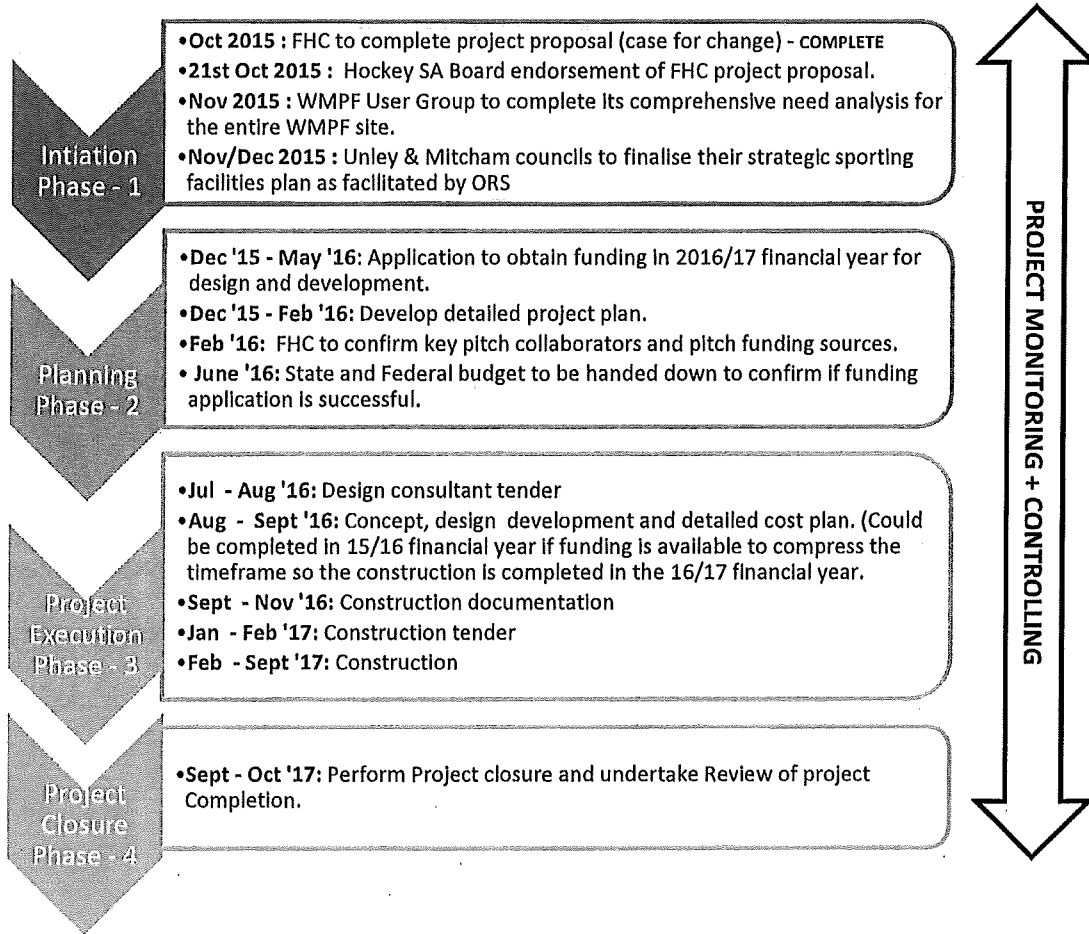 Intiation
Phase - 1
•Oct 2015 : FHC to complete project proposal (case for change) - COMPLETE
•21st Oct 2015 : Hockey SA Board endorsement of FHC project proposal.
•Nov 2015 : WMPF User Group to complete its comprehensive need analysis for
the entire WMPF site.
•Nov/Dec 2015 : Unley & Mitcham councils to finalise their strategic sporting
facilities plan as facilitated by ORS
Planning
Phase - 2
•Dec '15 - May '16: Application to obtain funding in 2016/17 financial year for
design and development.
•Dec '15 - Feb '16: Develop detailed project plan.
•Feb '16: FHC to confirm key pitch collaborators and pitch funding sources.
• June '16: State and Federal budget to be handed down to confirm if funding
application is successful.
Project
Execution
Phase - 3
•Jul - Aug '16: Design consultant tender
•Aug - Sept '16: Concept, design development and detailed cost plan. (Could
be completed in 15/16 financial year if funding is available to compress the
timeframe so the construction is completed in the 16/17 financial year.
•Sept - Nov '16: Construction documentation
•Jan - Feb '17: Construction tender
•Feb - Sept '17: Construction
Project
Closure
Phase - 4
•Sept - Oct '17: Perform Project closure and undertake Review of project
Completion.
PROJECT MONITORING + CONTROLLING